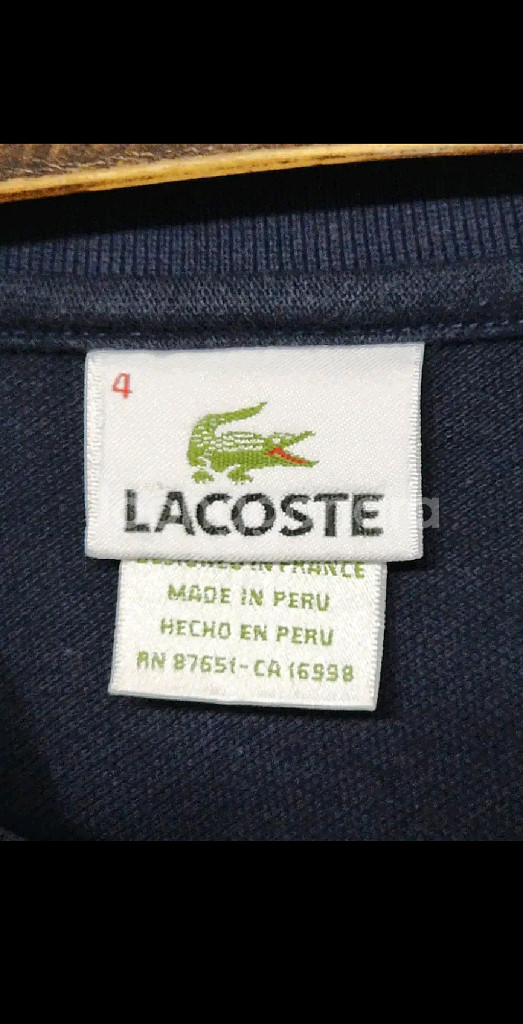 4
LACOSTE
DESIGNED IN FRANCE
MADE IN PERU
HECHO EN PERU
RN 87651-CA 16998